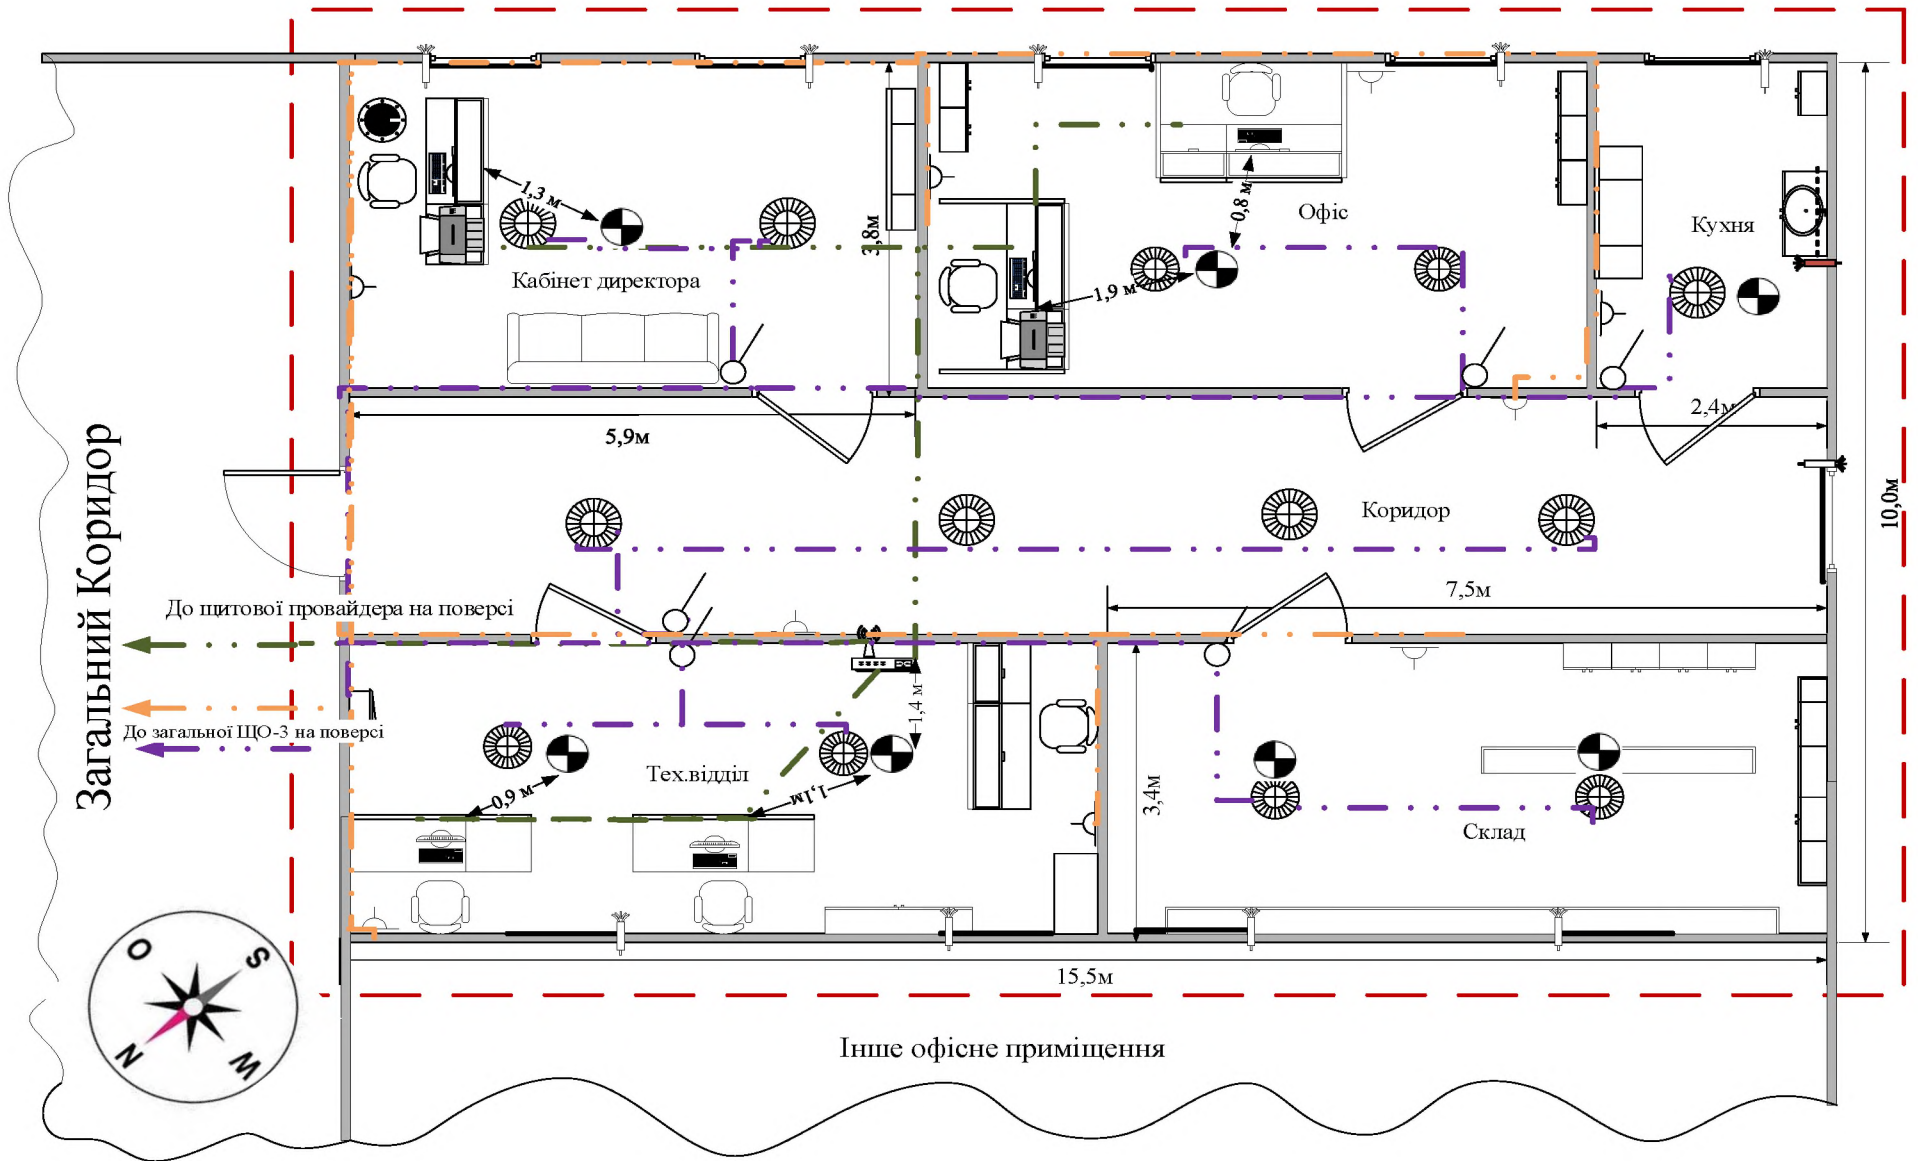 1,3 м
3,8м
0,8 м
Офіс
Кухня
Кабінет директора
1,9 м
5,9м
2,4м
Загальний Коридор
Коридор
10,0м
До щитової провайдера на поверсі
7,5м
1,4 м
До загальної ЩО-3 на поверсі
Тех.відділ
0,9 м
1,1м
3,4м
Склад
O
S
N
W
15,5м
Інше офісне приміщення